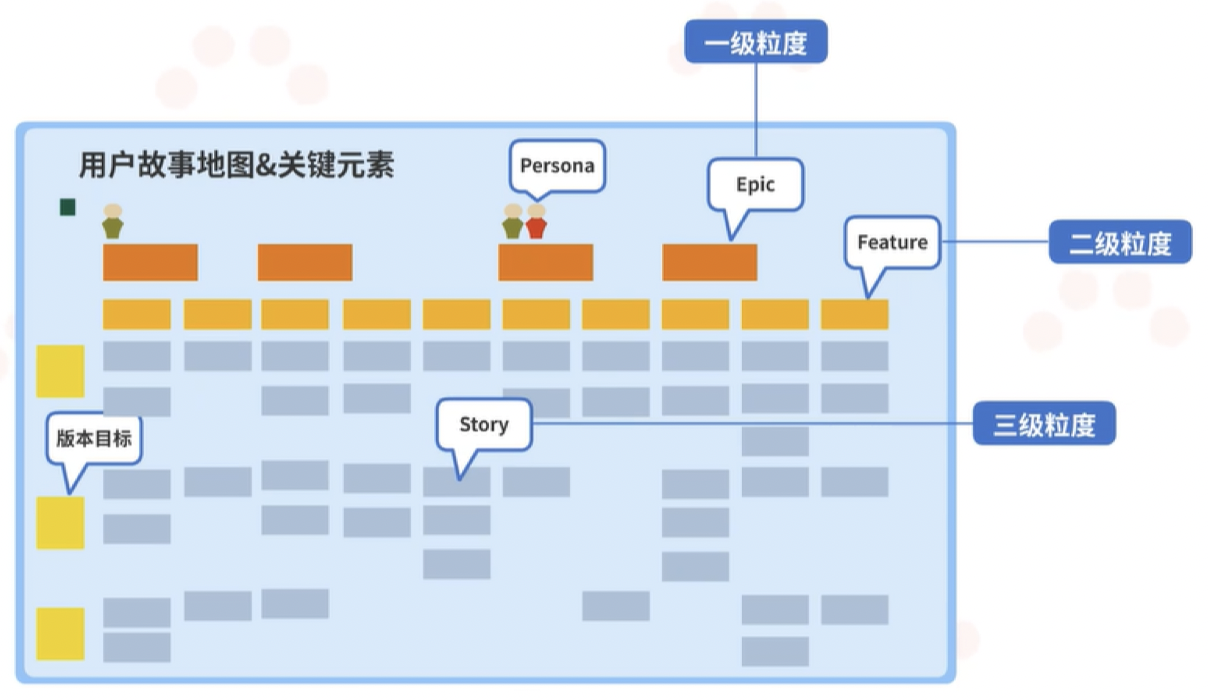 一级粒度
用户故事地图&关键元素
Persona
Epic
Feature
二级粒度
Story
三级粒度
版本目标